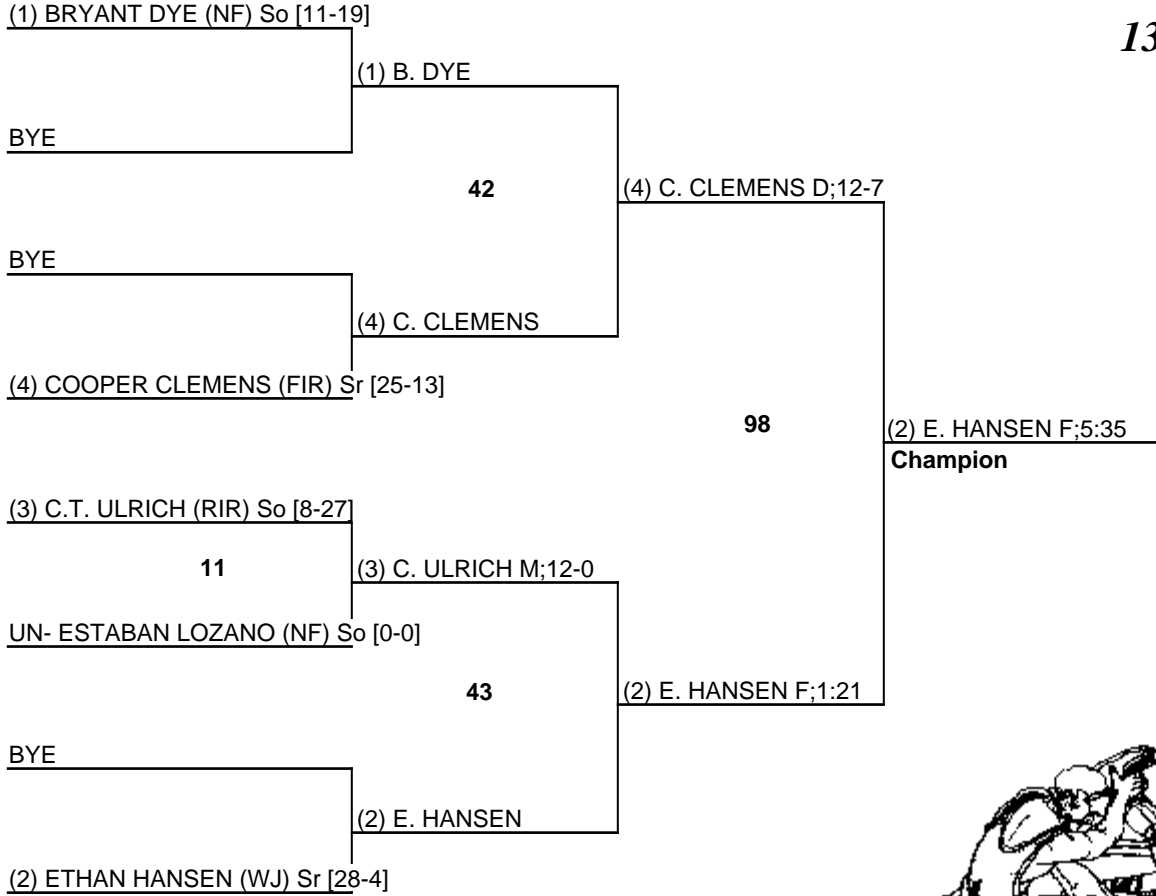 (1) BRYANT DYE (NF) So [11-19]
13
(1) B. DYE
BYE
42
(4) C. CLEMENS D;12-7
BYE
(4) C. CLEMENS
(4) COOPER CLEMENS (FIR) Sr [25-13]
98
(2) E. HANSEN F;5:35
Champion
(3) C.T. ULRICH (RIR) So [8-27]
11
(3) C. ULRICH M;12-0
UN- ESTABAN LOZANO (NF) So [0-0]
43
(2) E. HANSEN F;1:21
BYE
(2) E. HANSEN
(2) ETHAN HANSEN (WJ) Sr [28-4]